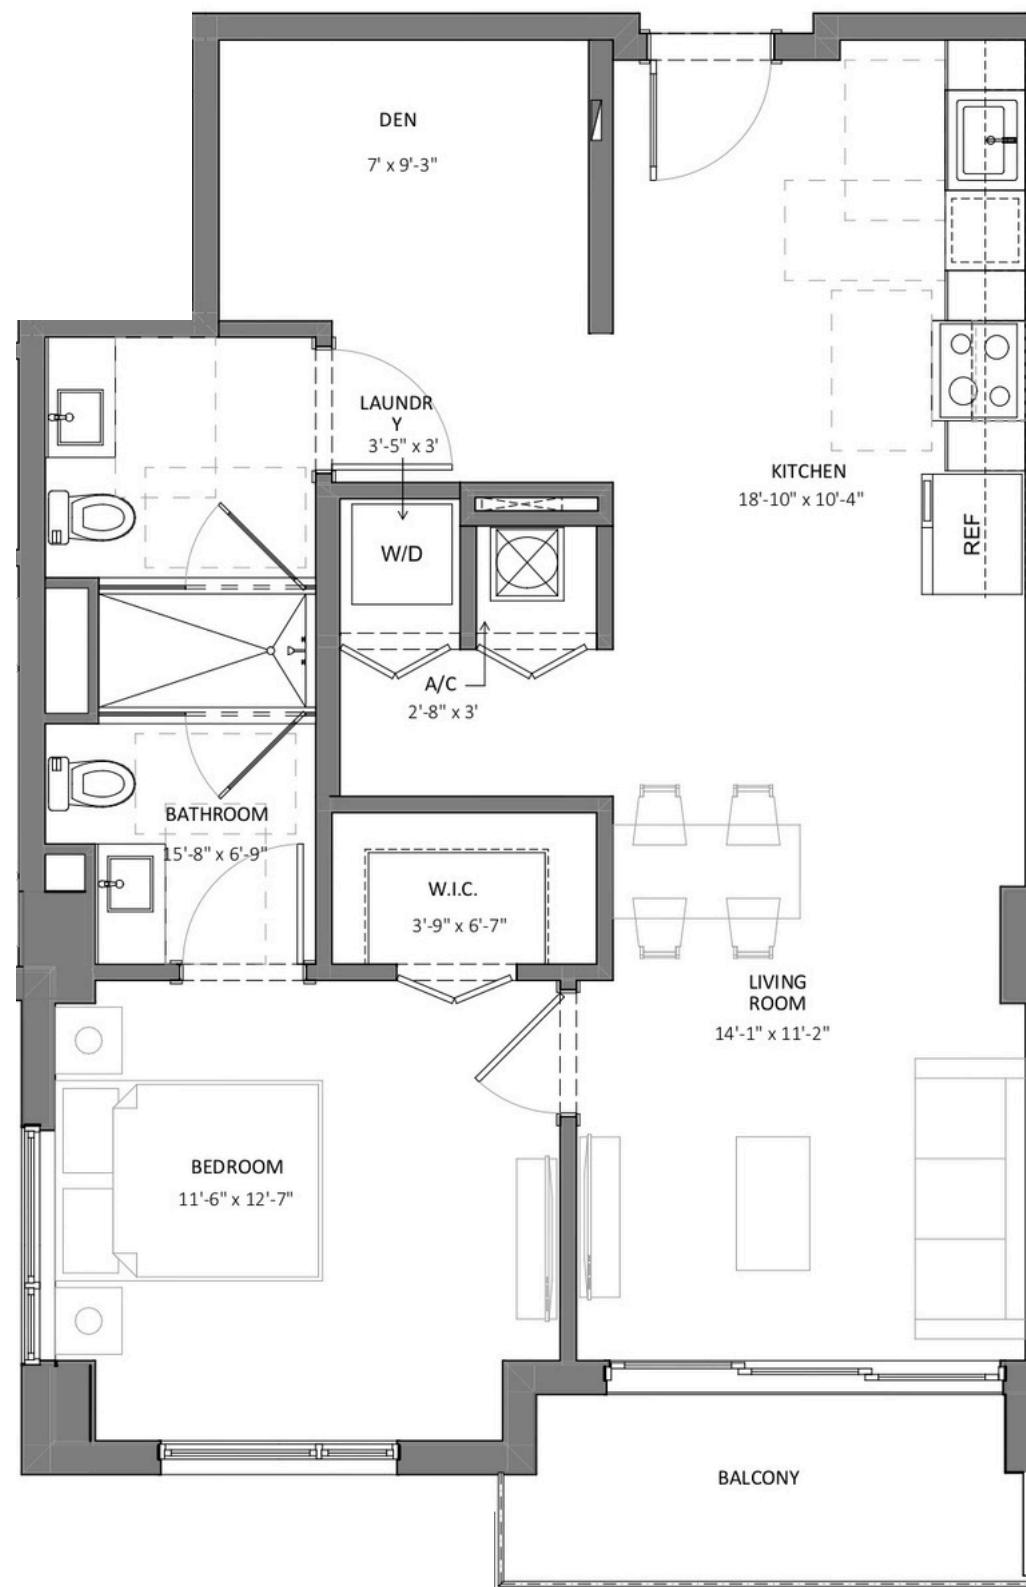 DEN
7' x 9'-3"
LAUNDR
Y
3'-5" x 3'
KITCHEN
18'-10" x 10'-4"
REF
W/D
A/C
2'-8" x 3'
BATHROOM
15'-8" x 6'-9"
W.I.C.
3'-9" x 6'-7"
LIVING
ROOM
14'-1" x 11'-2"
BEDROOM
11'-6" x 12'-7"
BALCONY